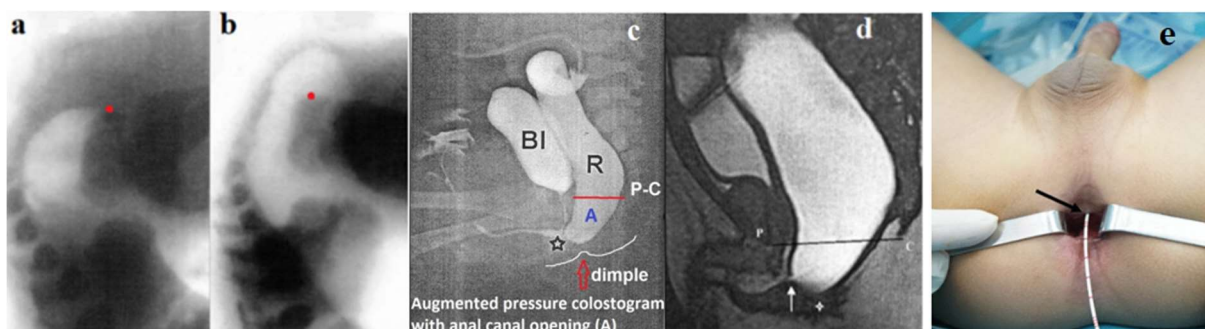 a
b
c
d
e
BI
R
P-C
A
dimple
Augmented pressure colostogram
with anal canal opening (A)
P
C